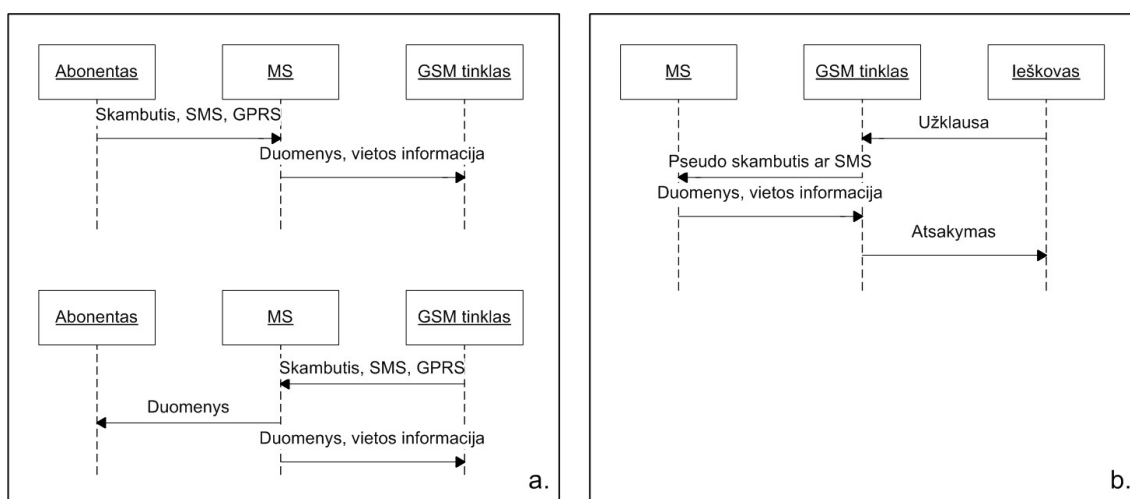 Abonentas
MS
GSM tinklas
Skambutis, SMS, GPRS
Duomenys, vietos informacija
Abonentas
MS
GSM tinklas
Skambutis, SMS, GPRS
Duomenys
Duomenys, vietos informacija
a.
MS
GSM tinklas
Ieškovas
Užklausa
Pseudo skambutis ar SMS
Duomenys, vietos informacija
Atsakymas
b.